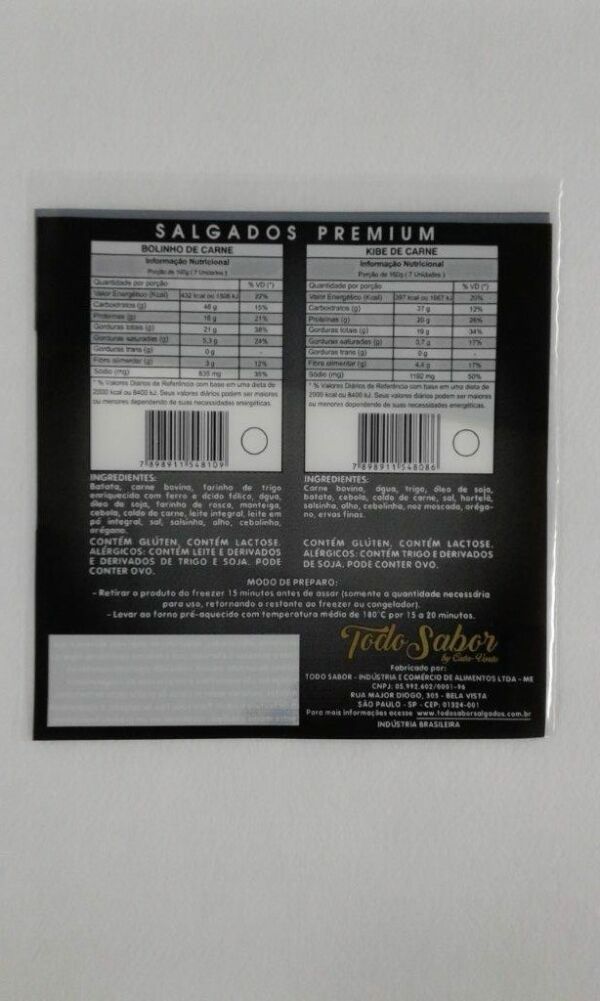 SALGADOS PREMIUM
BOLINHO DE CARNE
Informação Nutricional
Porção de 160g ( 7 Unidades )
Quantidade por porção % VD (*)
Valor Energético (Kcal) 432 kcal ou 1808 kJ 22%
Carboidratos (g) 46 g 15%
Proteínas (g) 16 g 21%
Gorduras totais (g) 21 g 38%
Gorduras saturadas (g) 5,3 g 24%
Gorduras trans (g) 0 g -
Fibra alimentar (g) 3 g 12%
Sódio (mg) 835 mg 35%
* % Valores Diários de Referência com base em uma dieta de
2000 kcal ou 8400 kJ. Seus valores diários podem ser maiores
ou menores dependendo de suas necessidades energéticas.
7 898911 548109
INGREDIENTES:
Batata, carne bovina, farinha de trigo
enriquecida com ferro e ácido fólico, água,
óleo de soja, farinha de rosca, manteiga,
cebola, caldo de carne, leite integral, leite em
pó integral, sal, salsinha, alho, cebolinha,
orégano.
CONTÉM GLÚTEN, CONTÉM LACTOSE.
ALÉRGICOS: CONTÉM LEITE E DERIVADOS
E DERIVADOS DE TRIGO E SOJA. PODE
CONTER OVO.
KIBE DE CARNE
Informação Nutricional
Porção de 160g ( 7 Unidades )
Quantidade por porção % VD (*)
Valor Energético (Kcal) 397 kcal ou 1667 kJ 20%
Carboidratos (g) 37 g 12%
Proteínas (g) 20 g 26%
Gorduras totais (g) 19 g 34%
Gorduras saturadas (g) 3,7 g 17%
Gorduras trans (g) 0 g -
Fibra alimentar (g) 4,4 g 17%
Sódio (mg) 1192 mg 50%
* % Valores Diários de Referência com base em uma dieta de
2000 kcal ou 8400 kJ. Seus valores diários podem ser maiores
ou menores dependendo de suas necessidades energéticas.
7 898911 548086
INGREDIENTES:
Carne bovina, água, trigo, óleo de soja,
batata, cebola, caldo de carne, sal, hortelã,
salsinha, alho, cebolinha, noz moscada, oréga-
no, ervas finas.
CONTÉM GLÚTEN, CONTÉM LACTOSE.
ALÉRGICOS: CONTÉM TRIGO E DERIVADOS
DE SOJA. PODE CONTER OVO.
MODO DE PREPARO:
- Retirar o produto do freezer 15 minutos antes de assar (somente a quantidade necessária
para uso, retornando o restante ao freezer ou congelador).
- Levar ao forno pré-aquecido com temperatura média de 180°C por 15 a 20 minutos.
Todo Sabor
by Cabo-Verde
Fabricado por:
TODO SABOR - INDÚSTRIA E COMÉRCIO DE ALIMENTOS LTDA - ME
CNPJ: 05.992.602/0001-96
RUA MAJOR DIOGO, 305 - BELA VISTA
SÃO PAULO - SP - CEP: 01324-001
Para mais informações acesse www.todosaborsalgados.com.br
INDÚSTRIA BRASILEIRA